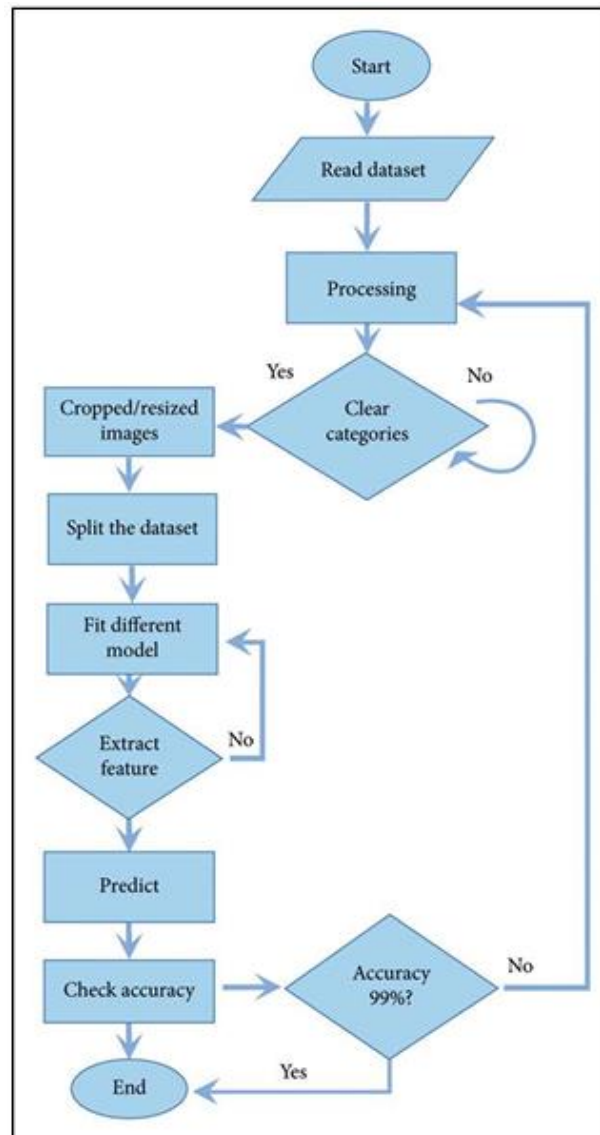 Start
Read dataset
Processing
Yes
No
Clear
categories
Cropped/resized
images
Split the dataset
Fit different
model
Extract
feature
No
Predict
Check accuracy
Accuracy
99%?
No
Yes
End